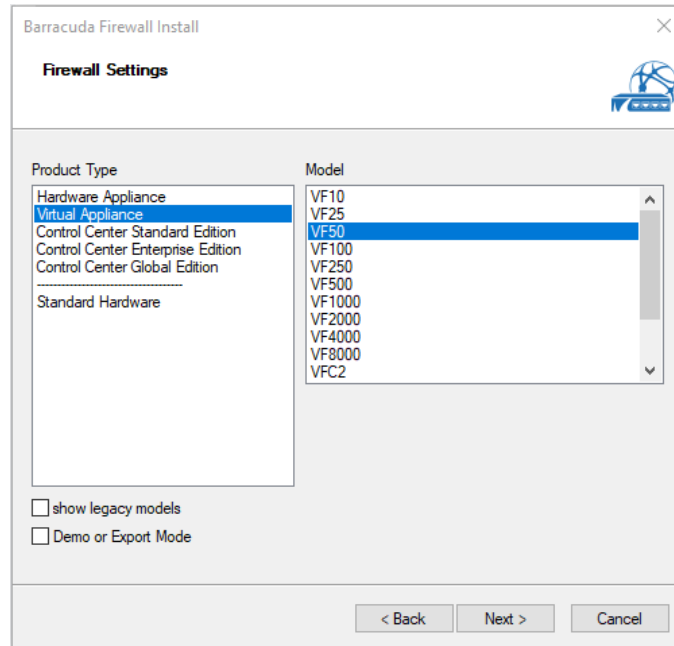 Barracuda Firewall Install
Firewall Settings
Product Type
Hardware Appliance
Virtual Appliance
Control Center Standard Edition
Control Center Enterprise Edition
Control Center Global Edition
-----------------------------------
Standard Hardware
show legacy models
Demo or Export Mode
Model
VF10
VF25
VF50
VF100
VF250
VF500
VF1000
VF2000
VF4000
VF8000
VFC2
< Back
Next >
Cancel